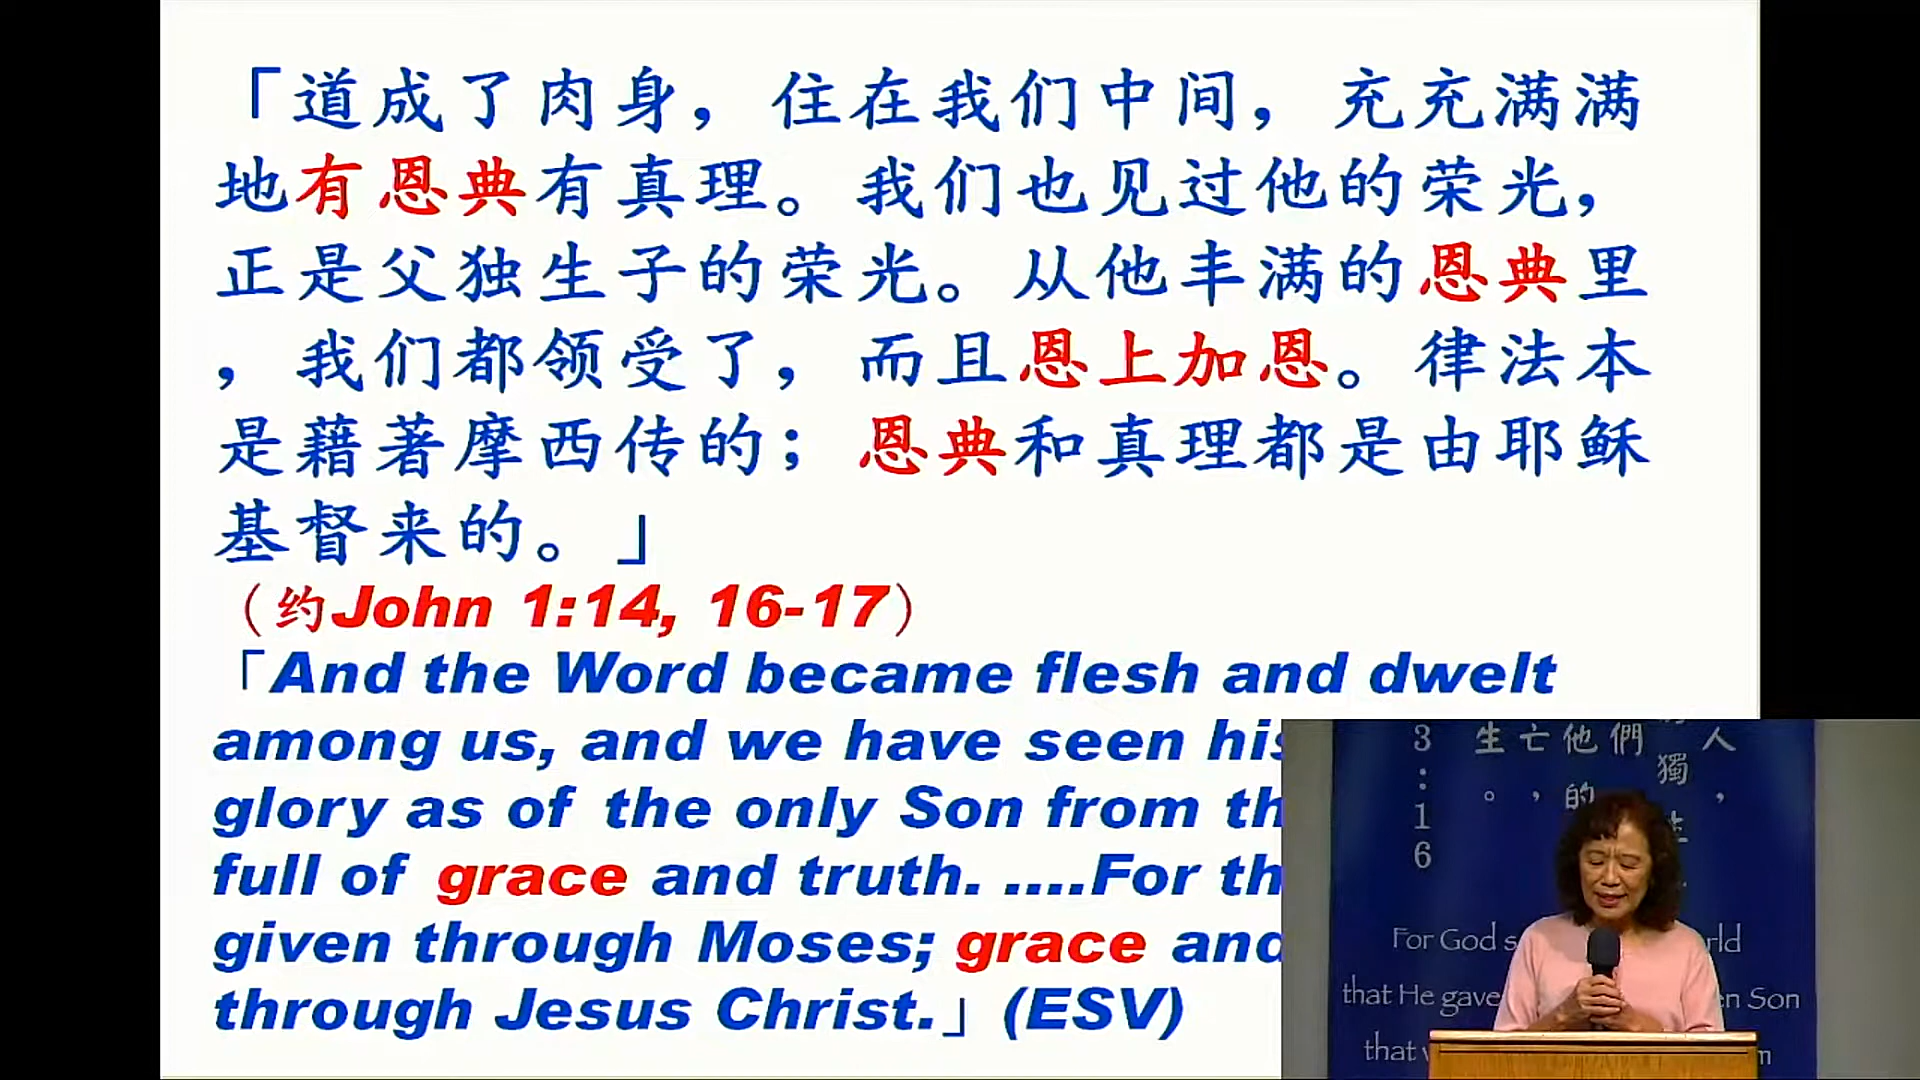 「道成了肉身，住在我们中间，充充满满
地有恩典有真理。我们也见过他的荣光，
正是父独生子的荣光。从他丰满的恩典里
，我们都领受了，而且恩上加恩。律法本
是藉著摩西传的；恩典和真理都是由耶稣
基督来的。」
（约John 1:14, 16-17）
「And the Word became flesh and dwelt
among us, and we have seen his
glory as of the only Son from
full of grace and truth. ....For
given through Moses; grace and
through Jesus Christ.」(ESV)
人，
獨
們
他的
亡，
生。
3:16
For God
that He gave Son
that